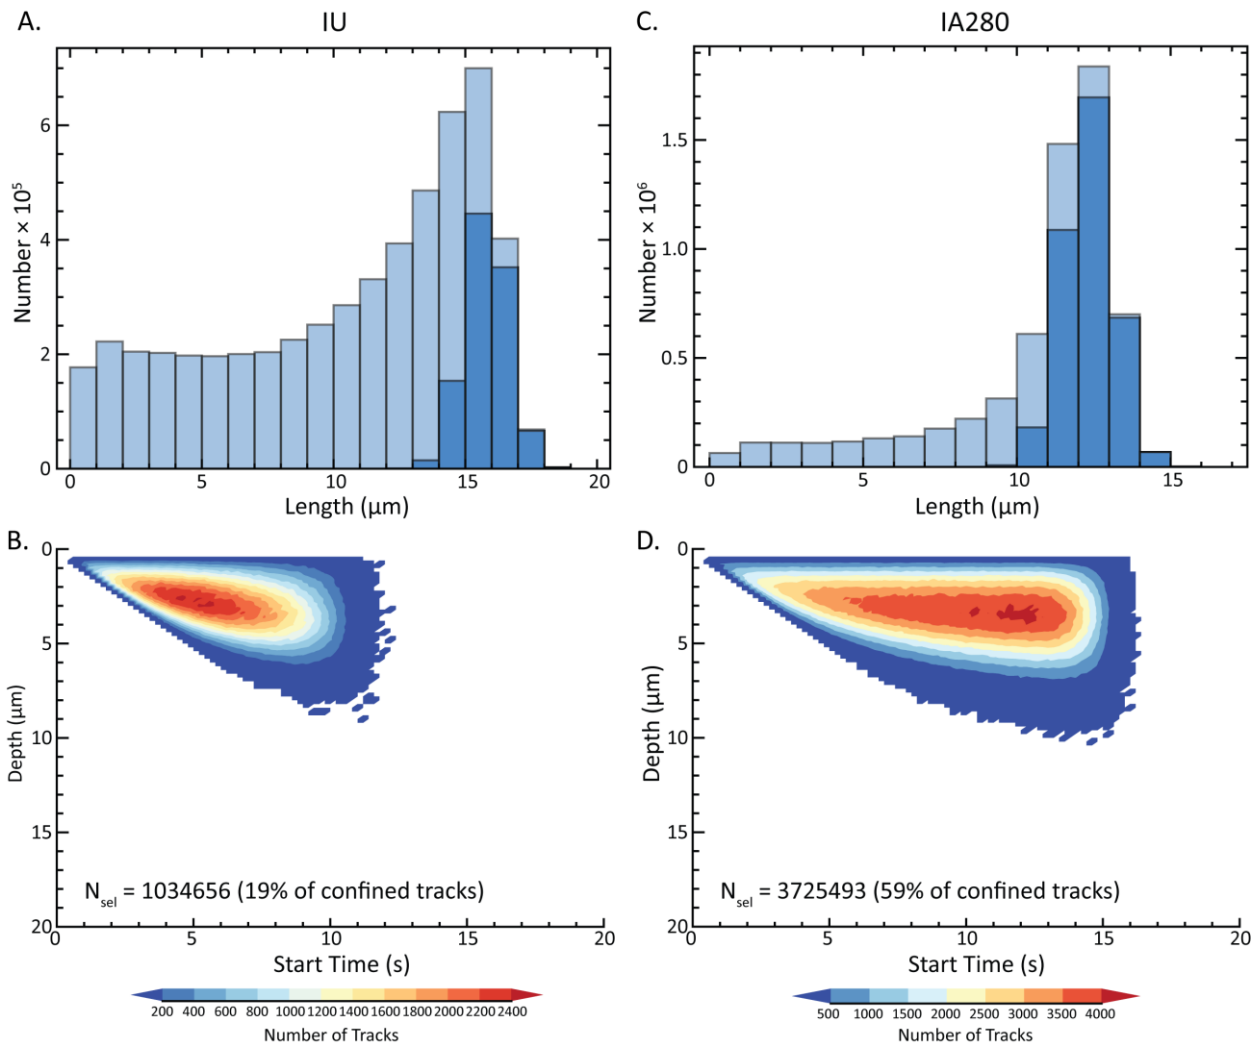 A.
IU
6
4
2
0
Number × 10⁵
0 5 10 15 20
Length (µm)
C.
IA280
1.5
1.0
0.5
0
Number × 10⁶
0 5 10 15
Length (µm)
B.
0
5
10
15
20
Depth (µm)
Nsel = 1034656 (19% of confined tracks)
0 5 10 15 20
Start Time (s)
200 400 600 800 1000 1200 1400 1600 1800 2000 2200 2400
Number of Tracks
D.
0
5
10
15
20
Depth (µm)
Nsel = 3725493 (59% of confined tracks)
0 5 10 15 20
Start Time (s)
500 1000 1500 2000 2500 3000 3500 4000
Number of Tracks